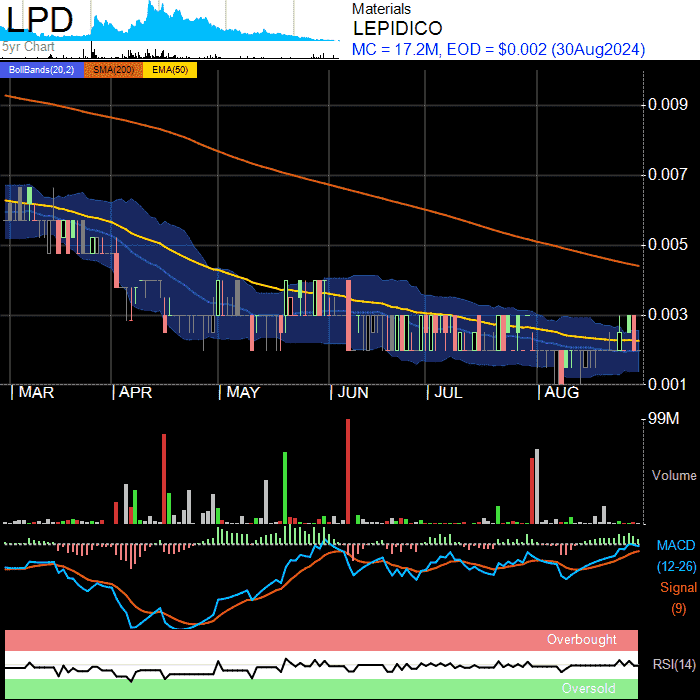 LPD
5yr Chart
Materials
LEPIDICO
MC = 17.2M, EOD = $0.002 (30Aug2024)
BollBands(20,2) SMA(200) EMA(50)
0.009
0.007
0.005
0.003
0.001
MAR APR MAY JUN JUL AUG
99M
Volume
MACD
(12-26)
Signal
(9)
Overbought
RSI(14)
Oversold